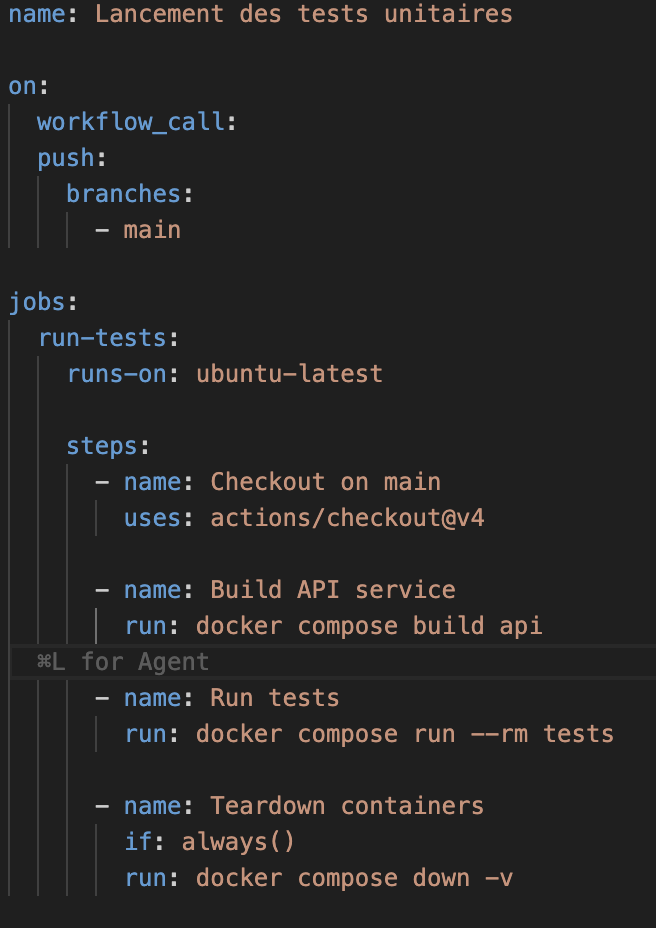 name: Lancement des tests unitaires
on:
workflow_call:
push:
branches:
- main
jobs:
run-tests:
runs-on: ubuntu-latest
steps:
- name: Checkout on main
uses: actions/checkout@v4
- name: Build API service
run: docker compose build api
⌘L for Agent
- name: Run tests
run: docker compose run --rm tests
- name: Teardown containers
if: always()
run: docker compose down -v